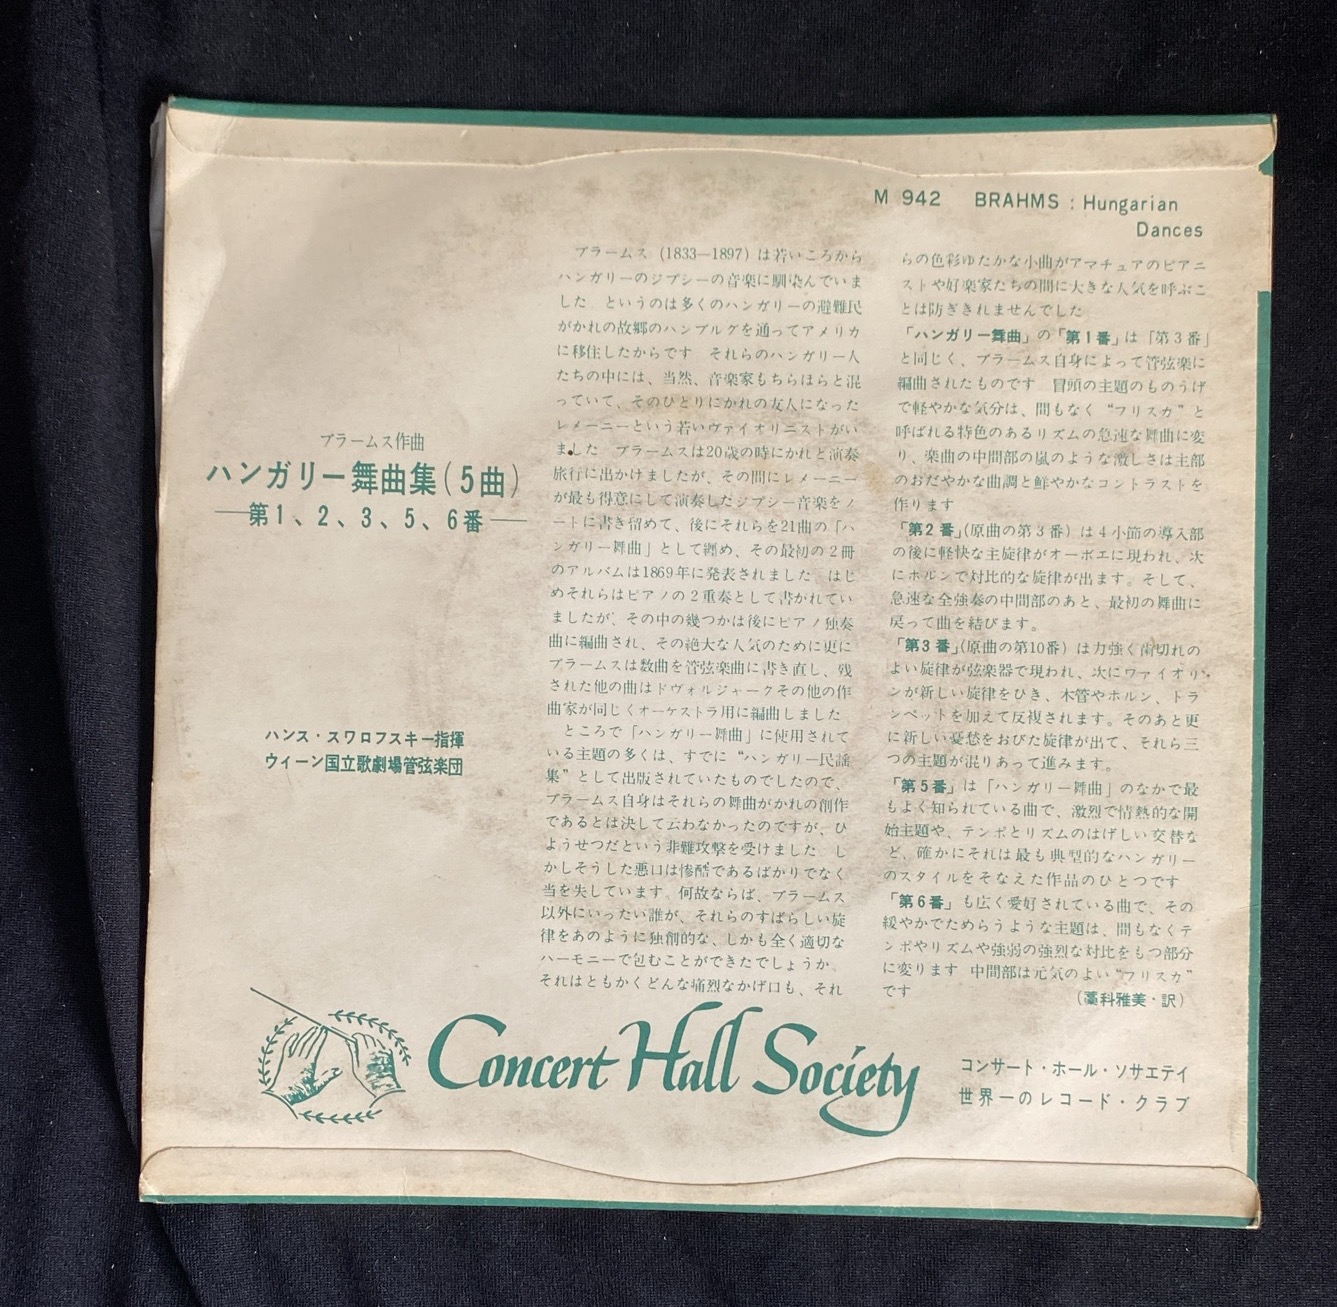 M 942 BRAHMS : Hungarian
Dances
ブラームス作曲
ハンガリー舞曲集(5曲)
—第1、2、3、5、6番—
ハンス・スワロフスキー指揮
ウィーン国立歌劇場管弦楽団
ブラームス (1833—1897) は若いころから
ハンガリーのジプシーの音楽に馴染んでいま
した というのは多くのハンガリーの避難民
がかれの故郷のハンブルグを通ってアメリカ
に移住したからです それらのハンガリー人
たちの中には、当然、音楽家もちらほらと混
っていて、そのひとりにかれの友人になった
レメーニーという若いヴァイオリニストがい
ました ブラームスは20歳の時にかれと演奏
旅行に出かけましたが、その間にレメーニー
が最も得意にして演奏したジプシー音楽をノ
ートに書き留めて、後にそれらを21曲の「ハ
ンガリー舞曲」として纏め、その最初の2冊
のアルバムは1869年に発表されました はじ
めそれらはピアノの2重奏として書かれてい
ましたが、その中の幾つかは後にピアノ独奏
曲に編曲され、その絶大な人気のために更に
ブラームスは数曲を管弦楽曲に書き直し、残
された他の曲はドヴォルジャークその他の作
曲家が同じくオーケストラ用に編曲しました
ところで「ハンガリー舞曲」に使用されて
いる主題の多くは、すでに“ハンガリー民謡
集”として出版されていたものでしたので、
ブラームス自身はそれらの舞曲がかれの創作
であるとは決して云わなかったのですが、ひ
ようせつだという非難攻撃を受けました し
かしそうした悪口は惨酷であるばかりでなく
当を失しています。何故ならば、ブラームス
以外にいったい誰が、それらのすばらしい旋
律をあのように独創的な、しかも全く適切な
ハーモニーで包むことができたでしょうか
それはともかくどんな痛烈なかげ口も、それ
らの色彩ゆたかな小曲がアマチュアのピアニ
ストや好楽家たちの間に大きな人気を呼ぶこ
とは防ぎきれませんでした
「ハンガリー舞曲」の「第1番」は「第3番」
と同じく、ブラームス自身によって管弦楽に
編曲されたものです 冒頭の主題のものうげ
で軽やかな気分は、間もなく“フリスカ”と
呼ばれる特色のあるリズムの急速な舞曲に変
り、楽曲の中間部の嵐のような激しさは主部
のおだやかな曲調と鮮やかなコントラストを
作ります
「第2番」(原曲の第3番) は4小節の導入部
の後に軽快な主旋律がオーボエに現われ、次
にホルンで対比的な旋律が出ます。そして、
急速な全強奏の中間部のあと、最初の舞曲に
戻って曲を結びます。
「第3番」(原曲の第10番) は力強く歯切れの
よい旋律が弦楽器で現われ、次にヴァイオリ
ンが新しい旋律をひき、木管やホルン、トラ
ンペットを加えて反複されます。そのあと更
に新しい憂愁をおびた旋律が出て、それら三
つの主題が混りあって進みます。
「第5番」は「ハンガリー舞曲」のなかで最
もよく知られている曲で、激烈で情熱的な開
始主題や、テンポとリズムのはげしい交替な
ど、確かにそれは最も典型的なハンガリー
のスタイルをそなえた作品のひとつです
「第6番」も広く愛好されている曲で、その
緩やかでためらうような主題は、間もなくテ
ンポやリズムや強弱の強烈な対比をもつ部分
に変ります 中間部は元気のよい“フリスカ”
です
(藁科雅美・訳)
Concert Hall Society
コンサート・ホール・ソサエテイ
世界一のレコード・クラブ